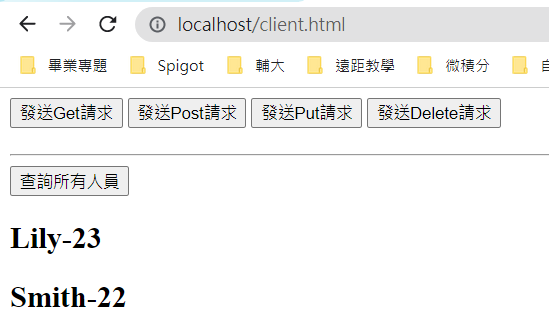 localhost/client.html
畢業專題 Spigot 輔大 遠距教學 微積分
發送Get請求 發送Post請求 發送Put請求 發送Delete請求
查詢所有人員
Lily-23
Smith-22